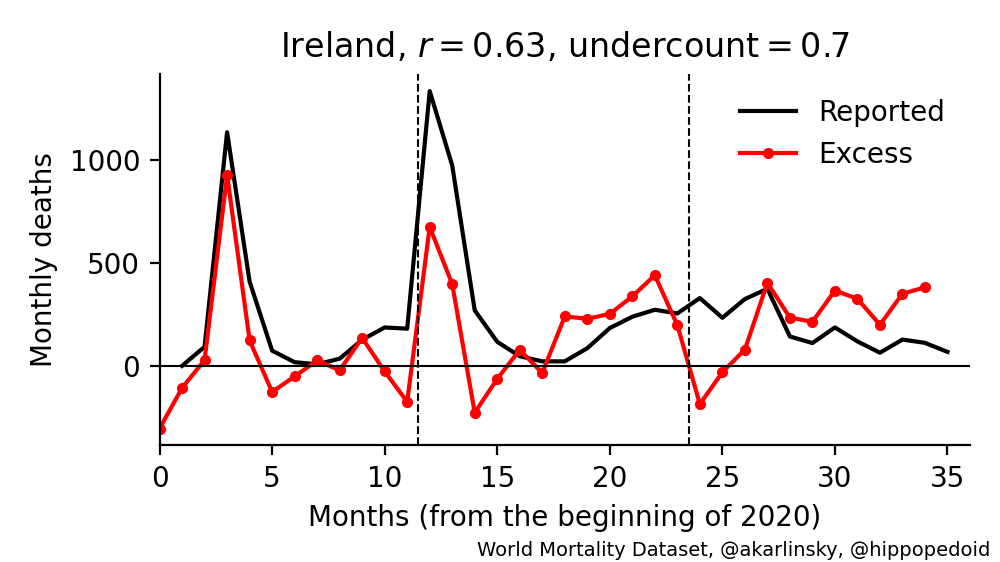 Ireland, r = 0.63, undercount = 0.7
Reported
Excess
Monthly deaths
1000
500
0
0 5 10 15 20 25 30 35
Months (from the beginning of 2020)
World Mortality Dataset, @akarlinsky, @hippopedoid